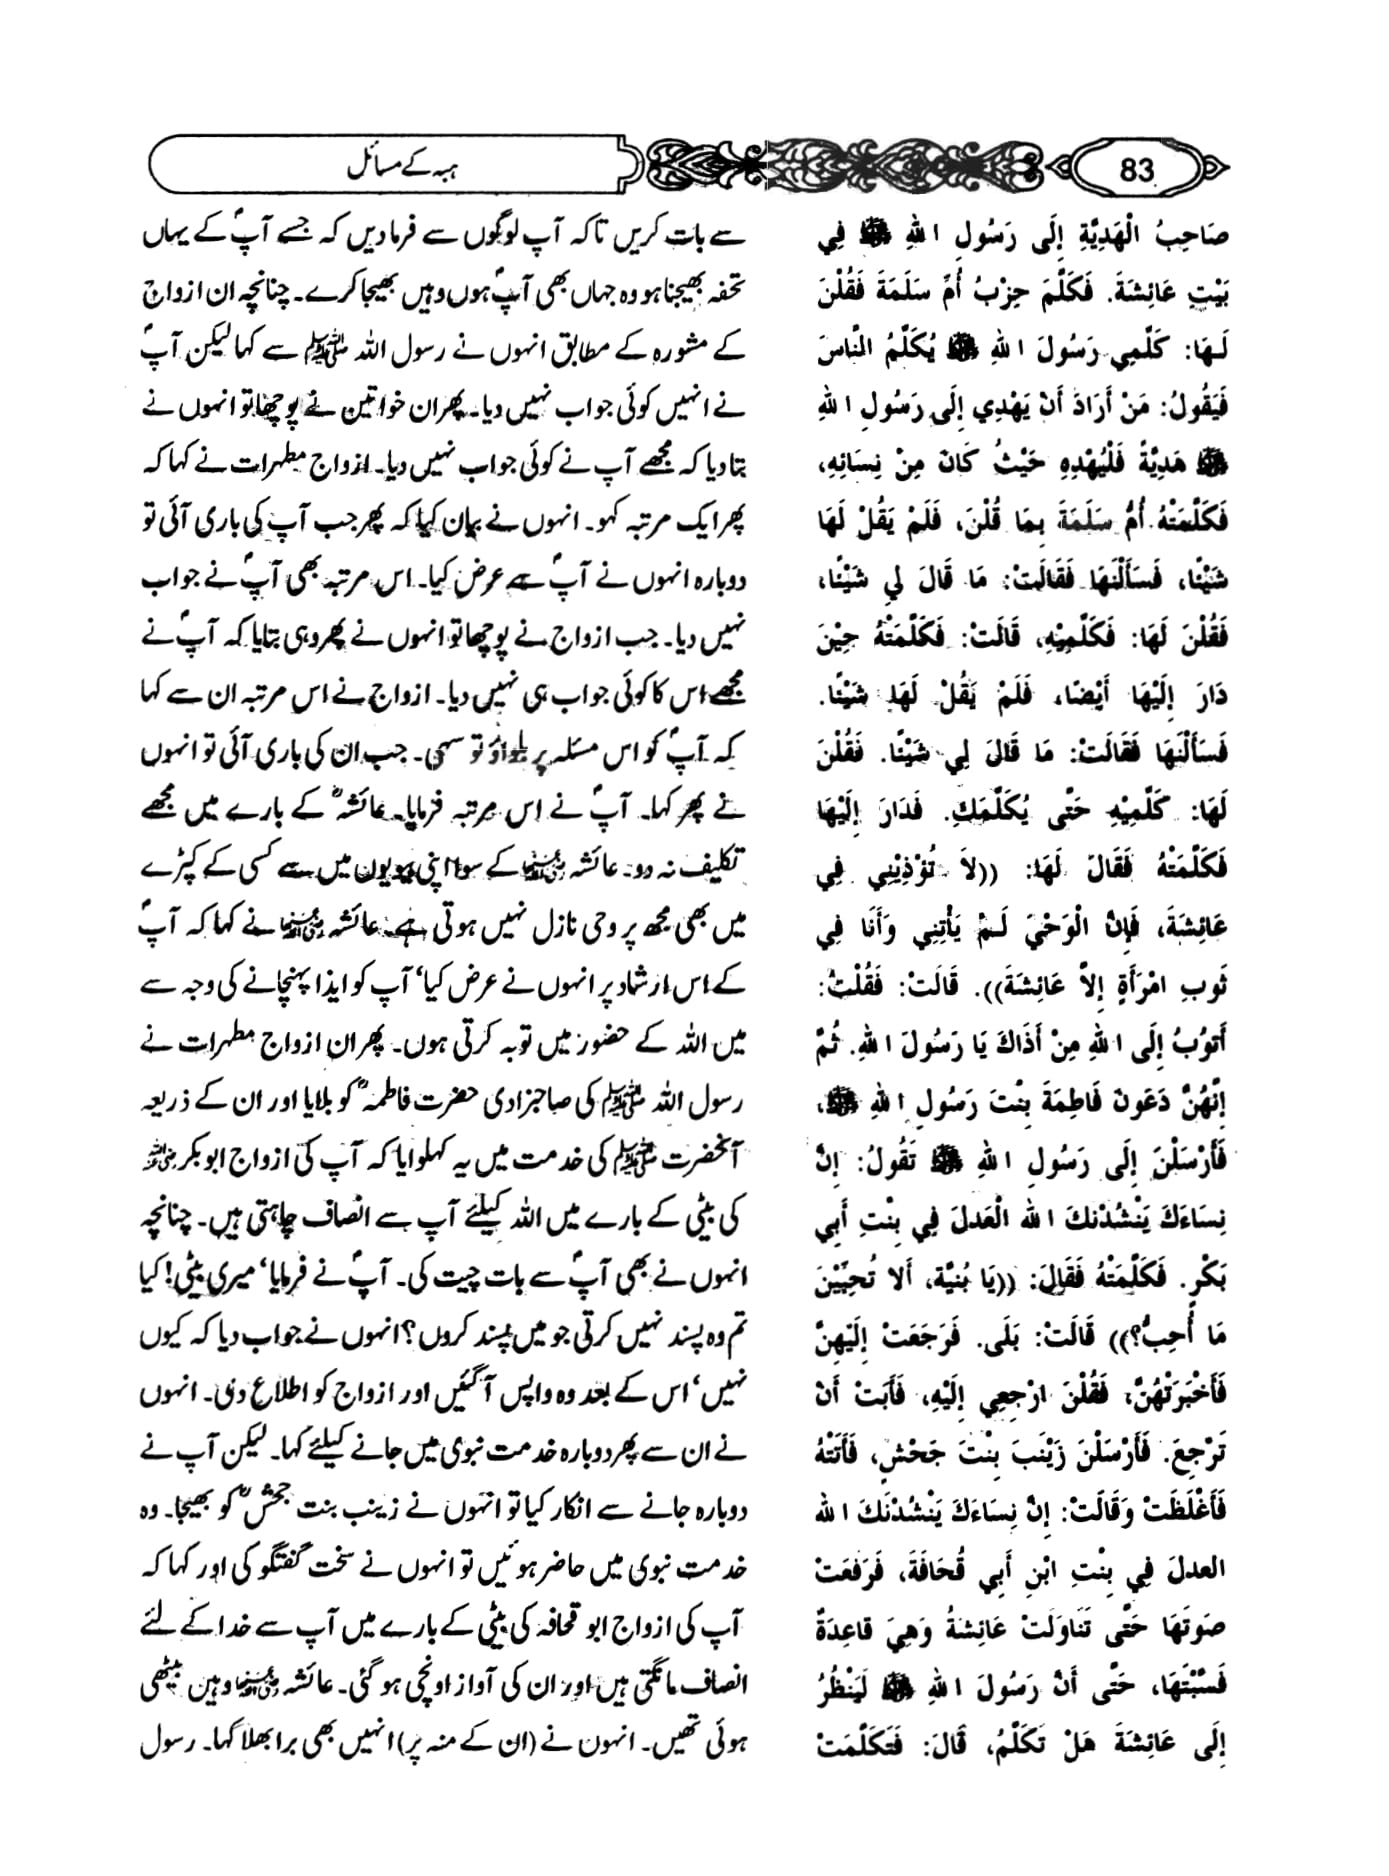 83
ہبہ کے مسائل
صَاحِبُ الْهَدِيَّةِ إِلَى رَسُولِ اللهِ ﷺ فِي
بَيْتِ عَائِشَةَ. فَكَلَّمَ حِزْبُ أُمِّ سَلَمَةَ فَقُلْنَ
لَهَا: كَلِّمِي رَسُولَ اللهِ ﷺ يُكَلِّمُ النَّاسَ
فَيَقُولُ: مَنْ أَرَادَ أَنْ يَهْدِي إِلَى رَسُولِ اللهِ
ﷺ هَدِيَّةً فَلْيُهْدِهِ حَيْثُ كَانَ مِنْ نِسَائِهِ،
فَكَلَّمَتْهُ أُمُّ سَلَمَةَ بِمَا قُلْنَ، فَلَمْ يَقُلْ لَهَا
شَيْئًا، فَسَأَلْنَهَا فَقَالَتْ: مَا قَالَ لِي شَيْئًا،
فَقُلْنَ لَهَا: فَكَلِّمِيْهِ، قَالَتْ: فَكَلَّمَتْهُ حِيْنَ
دَارَ إِلَيْهَا أَيْضًا، فَلَمْ يَقُلْ لَهَا شَيْئًا.
فَسَأَلْنَهَا فَقَالَتْ: مَا قَالَ لِي شَيْئًا. فَقُلْنَ
لَهَا: كَلِّمِيْهِ حَتَّى يُكَلِّمَكِ. فَدَارَ إِلَيْهَا
فَكَلَّمَتْهُ فَقَالَ لَهَا: ((لاَ تُؤْذِيْنِي فِي
عَائِشَةَ، فَإِنَّ الْوَحْيَ لَمْ يَأْتِنِي وَأَنَا فِي
ثَوبِ امْرَأَةٍ إِلاَّ عَائِشَةَ)). قَالَتْ: فَقُلْتُ:
أَتُوْبُ إِلَى اللهِ مِنْ أَذَاكَ يَا رَسُولَ اللهِ. ثُمَّ
إِنَّهُنَّ دَعَوْنَ فَاطِمَةَ بِنْتَ رَسُولِ اللهِ ﷺ،
فَأَرْسَلْنَ إِلَى رَسُولِ اللهِ ﷺ تَقُولُ: إِنَّ
نِسَاءَكَ يَنْشُدْنكَ اللهَ الْعَدلَ فِي بِنْتِ أَبِي
بَكْرٍ. فَكَلَّمَتْهُ فَقَالَ: ((يَا بُنَيَّة، أَلا تُحِبِّيْنَ
مَا أُحِبُّ؟)) قَالَتْ: بَلَى. فَرَجَعَتْ إِلَيْهِنَّ
فَأَخْبَرَتْهُنَّ، فَقُلْنَ ارْجِعِي إِلَيْهِ، فَأَبَتْ أَنْ
تَرْجِعَ. فَأَرْسَلْنَ زَيْنَبَ بِنْتَ جَحْشٍ، فَأَتَتْهُ
فَأَغْلَظَتْ وَقَالَتْ: إِنَّ نِسَاءَكَ يَنْشُدْنَكَ اللهَ
العدلَ فِي بِنْتِ ابْنِ أَبِي قُحَافَةَ، فَرَفَعَتْ
صَوتَهَا حَتَّى تَنَاوَلَتْ عَائِشَةُ وَهِيَ قَاعِدَةٌ
فَسَبَّتْهَا، حَتَّى أَنَّ رَسُولَ اللهِ ﷺ لَيَنْظُرُ
إِلَى عَائِشَةَ هَلْ تَكَلَّمُ، قَالَ: فَتَكَلَّمَتْ
سے بات کریں تاکہ آپ لوگوں سے فرما دیں کہ جسے آپؐ کے یہاں
تحفہ بھیجنا ہو وہ جہاں بھی آپؐ ہوں وہیں بھیجا کرے۔ چنانچہ ان ازواج
کے مشورہ کے مطابق انہوں نے رسول اللہ ﷺ سے کہا لیکن آپؐ
نے انہیں کوئی جواب نہیں دیا۔ پھر ان خواتین نے پوچھا تو انہوں نے
بتا دیا کہ مجھے آپ نے کوئی جواب نہیں دیا۔ ازواج مطہرات نے کہا کہ
پھر ایک مرتبہ کہو۔ انہوں نے بیان کیا کہ پھر جب آپ کی باری آئی تو
دوبارہ انہوں نے آپؐ سے عرض کیا۔ اس مرتبہ بھی آپؐ نے جواب
نہیں دیا۔ جب ازواج نے پوچھا تو انہوں نے پھر وہی بتایا کہ آپؐ نے
مجھے اس کا کوئی جواب ہی نہیں دیا۔ ازواج نے اس مرتبہ ان سے کہا
کہ آپؐ کو اس مسئلہ پر بلواؤ تو سہی۔ جب ان کی باری آئی تو انہوں
نے پھر کہا۔ آپؐ نے اس مرتبہ فرمایا۔ عائشہؓ کے بارے میں مجھے
تکلیف نہ دو۔ عائشہ رضی اللہ عنہا کے سوا اپنی بیویوں میں سے کسی کے کپڑے
میں بھی مجھ پر وحی نازل نہیں ہوتی ہے۔ عائشہ رضی اللہ عنہا نے کہا کہ آپؐ
کے اس ارشاد پر انہوں نے عرض کیا‘ آپ کو ایذا پہنچانے کی وجہ سے
میں اللہ کے حضور میں توبہ کرتی ہوں۔ پھر ان ازواج مطہرات نے
رسول اللہ ﷺ کی صاحبزادی حضرت فاطمہؓ کو بلایا اور ان کے ذریعہ
آنحضرت ﷺ کی خدمت میں یہ کہلوایا کہ آپ کی ازواج ابوبکر رضی اللہ عنہ
کی بیٹی کے بارے میں اللہ کیلئے آپ سے انصاف چاہتی ہیں۔ چنانچہ
انہوں نے بھی آپؐ سے بات چیت کی۔ آپؐ نے فرمایا‘ میری بیٹی! کیا
تم وہ پسند نہیں کرتی جو میں پسند کروں؟ انہوں نے جواب دیا کہ کیوں
نہیں‘ اس کے بعد وہ واپس آ گئیں اور ازواج کو اطلاع دی۔ انہوں
نے ان سے پھر دوبارہ خدمت نبوی میں جانے کیلئے کہا۔ لیکن آپ نے
دوبارہ جانے سے انکار کیا تو انہوں نے زینب بنت جحشؓ کو بھیجا۔ وہ
خدمت نبوی میں حاضر ہوئیں تو انہوں نے سخت گفتگو کی اور کہا کہ
آپ کی ازواج ابو قحافہ کی بیٹی کے بارے میں آپ سے خدا کے لئے
انصاف مانگتی ہیں اور ان کی آواز اونچی ہو گئی۔ عائشہ رضی اللہ عنہا وہیں بیٹھی
ہوئی تھیں۔ انہوں نے (ان کے منہ پر) انہیں بھی برا بھلا کہا۔ رسول